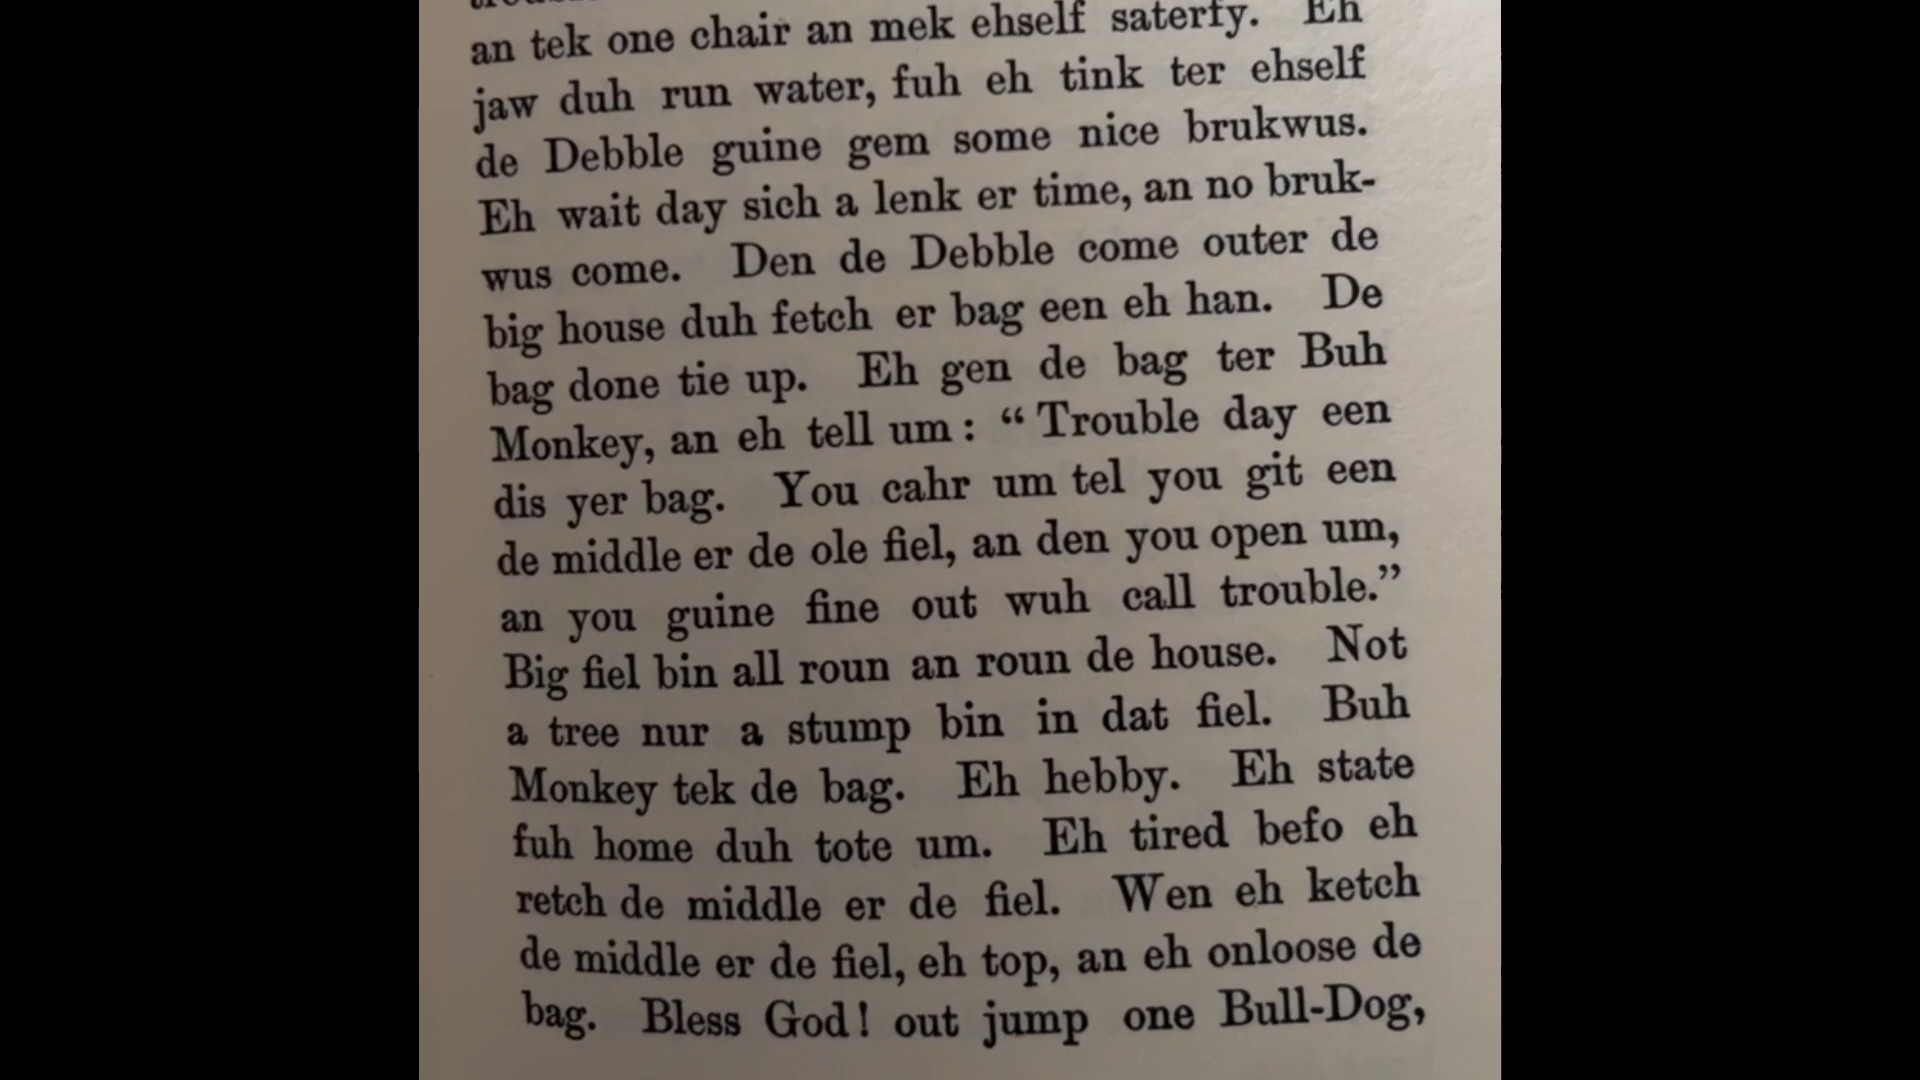 an tek one chair an mek ehself saterfy. Eh
jaw duh run water, fuh eh tink ter ehself
de Debble guine gem some nice brukwus.
Eh wait day sich a lenk er time, an no bruk-
wus come. Den de Debble come outer de
big house duh fetch er bag een eh han. De
bag done tie up. Eh gen de bag ter Buh
Monkey, an eh tell um: “Trouble day een
dis yer bag. You cahr um tel you git een
de middle er de ole fiel, an den you open um,
an you guine fine out wuh call trouble.”
Big fiel bin all roun an roun de house. Not
a tree nur a stump bin in dat fiel. Buh
Monkey tek de bag. Eh hebby. Eh state
fuh home duh tote um. Eh tired befo eh
retch de middle er de fiel. Wen eh ketch
de middle er de fiel, eh top, an eh onloose de
bag. Bless God! out jump one Bull-Dog,